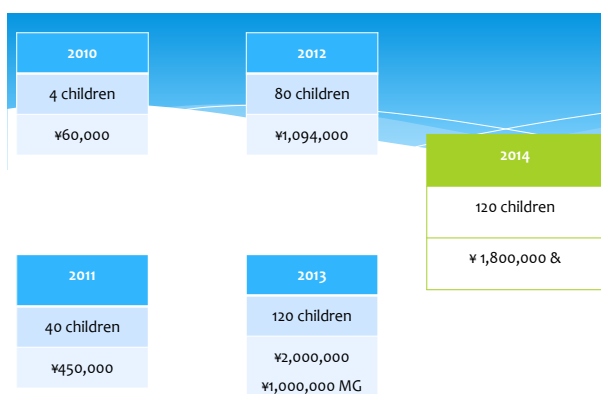 2010
4 children
¥60,000
2012
80 children
¥1,094,000
2014
120 children
¥ 1,800,000 &
2011
40 children
¥450,000
2013
120 children
¥2,000,000
¥1,000,000 MG